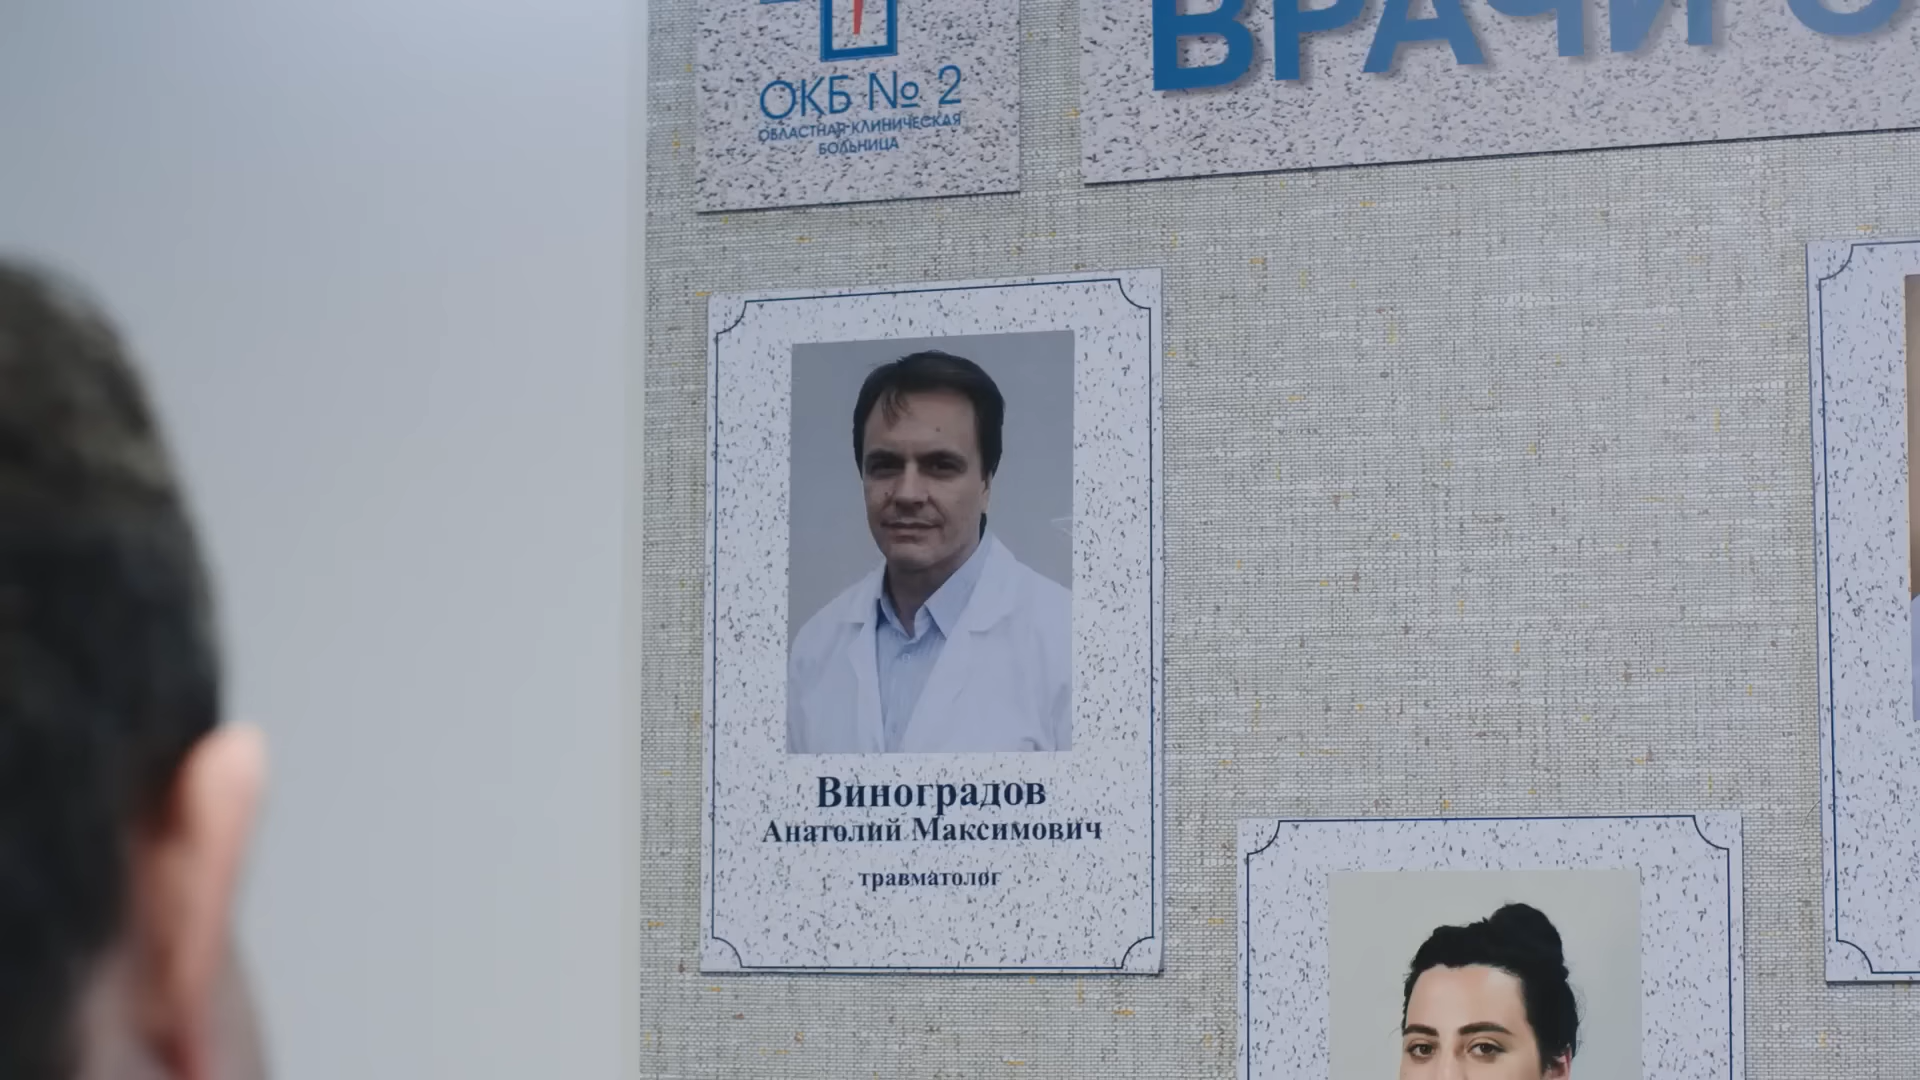 ОКБ № 2
ОБЛАСТНАЯ КЛИНИЧЕСКАЯ
БОЛЬНИЦА
ВРАЧИ
Виноградов
Анатолий Максимович
травматолог